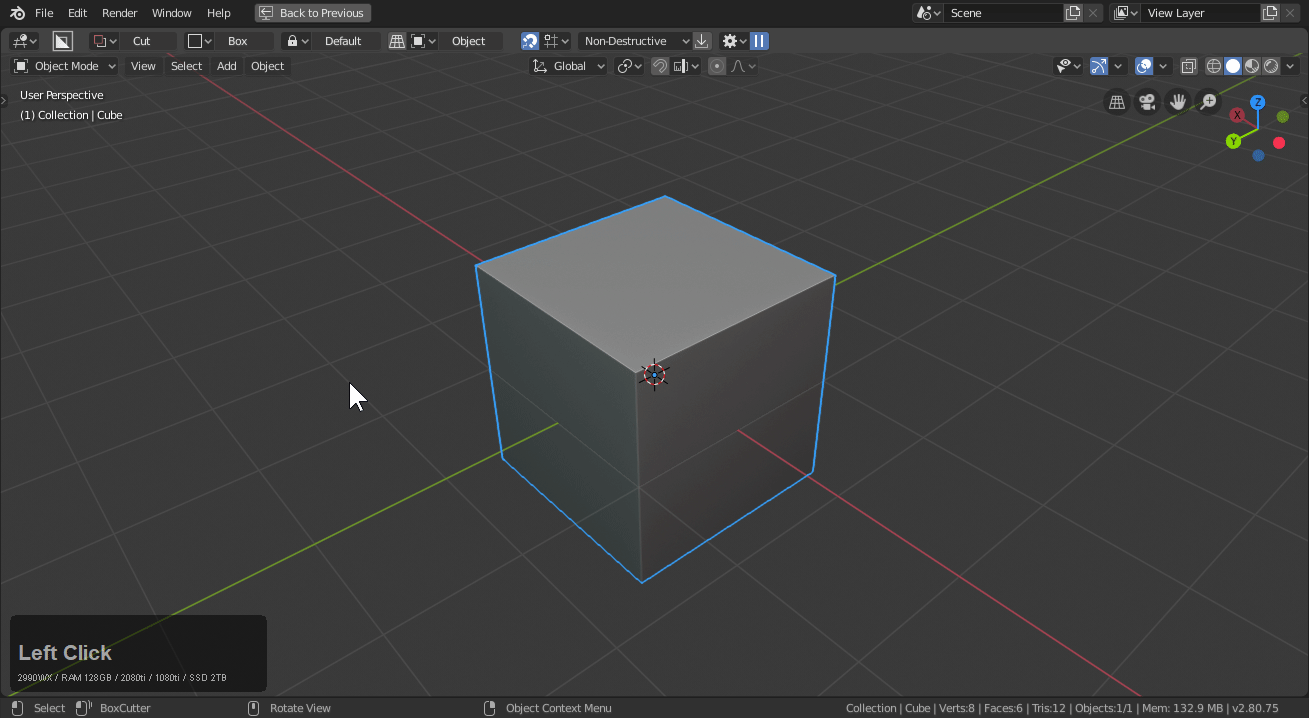 File Edit Render Window Help Back to Previous Scene View Layer
Cut Box Default Object Non-Destructive
Object Mode View Select Add Object Global
User Perspective
(1) Collection | Cube
Z
X
Y
Left Click
2990WX / RAM 128GB / 2080ti / 1080ti / SSD 2TB
Select BoxCutter Rotate View Object Context Menu Collection | Cube | Verts:8 | Faces:6 | Tris:12 | Objects:1/1 | Mem: 132.9 MB | v2.80.75